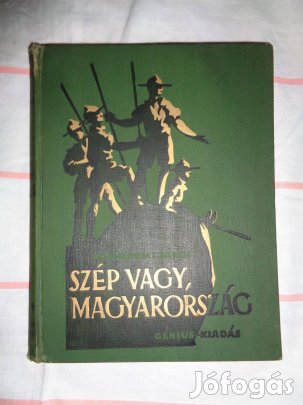 SZÉP VAGY,
MAGYARORSZÁG
GENIUS-KIADÁS
Jófogás